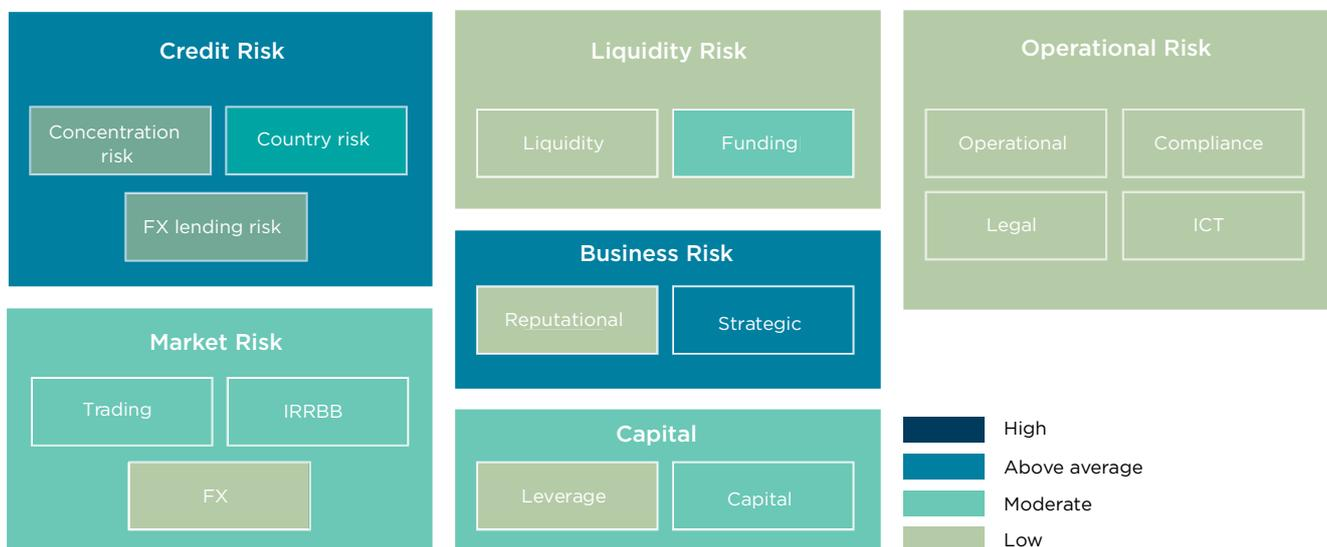 Credit Risk
Concentration
risk
Country risk
FX lending risk
Market Risk
Trading
IRRBB
FX
Liquidity Risk
Liquidity
Funding
Business Risk
Reputational
Strategic
Capital
Leverage
Capital
Operational Risk
Operational
Compliance
Legal
ICT
High
Above average
Moderate
Low